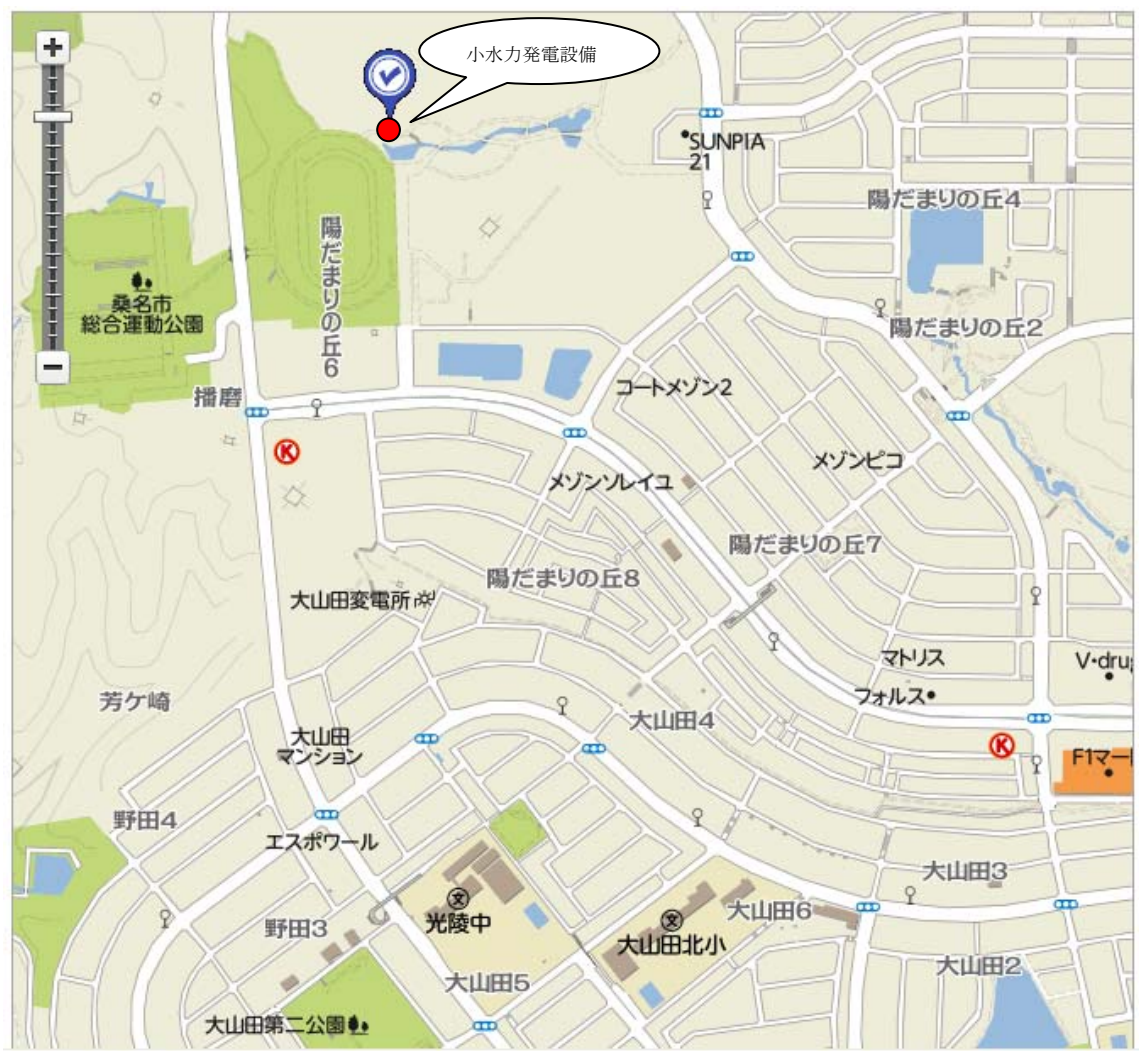 小水力発電設備
SUNPIA
21
陽だまりの丘4
陽だまりの丘6
桑名市
総合運動公園
陽だまりの丘2
播磨
コートメゾン2
K
メゾンソレイユ
メゾンピコ
陽だまりの丘7
陽だまりの丘8
大山田変電所
マトリス
V・dru
芳ケ崎
フォルス
大山田4
大山田
マンション
K
F1マー
野田4
エスポワール
大山田3
文
光陵中
文
大山田北小
大山田6
野田3
大山田5
大山田2
大山田第二公園